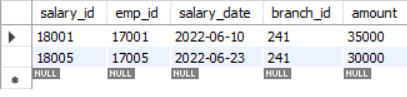 salary_id emp_id salary_date branch_id amount
18001 17001 2022-06-10 241 35000
18005 17005 2022-06-23 241 30000
NULL NULL NULL NULL NULL